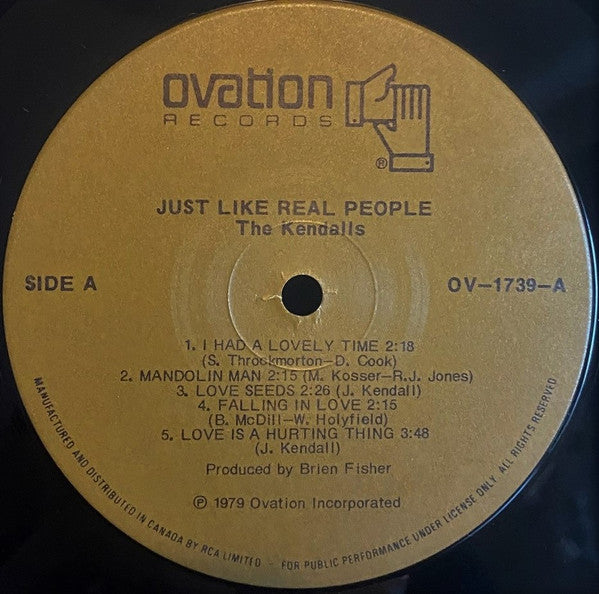 ovation
RECORDS
®
JUST LIKE REAL PEOPLE
The Kendalls
SIDE A
OV-1739-A
1. I HAD A LOVELY TIME 2:18
(S. Throckmorton-D. Cook)
2. MANDOLIN MAN 2:15 (M. Kosser-R.J. Jones)
3. LOVE SEEDS 2:26 (J. Kendall)
4. FALLING IN LOVE 2:15
(B. McDill-W. Holyfield)
5. LOVE IS A HURTING THING 3:48
(J. Kendall)
Produced by Brien Fisher
℗ 1979 Ovation Incorporated
MANUFACTURED AND DISTRIBUTED IN CANADA BY RCA LIMITED - FOR PUBLIC PERFORMANCE UNDER LICENSE ONLY. ALL RIGHTS RESERVED